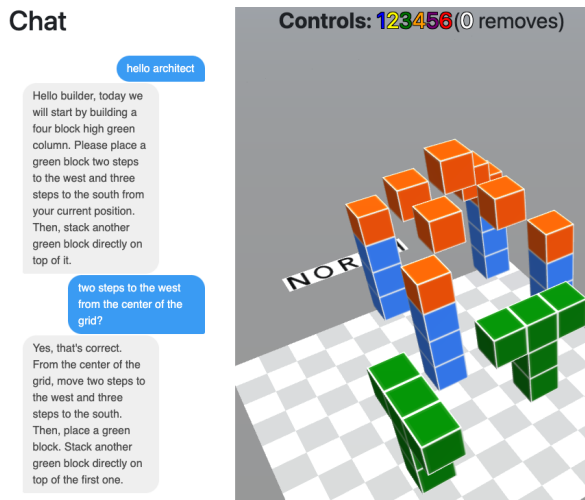 Chat
Controls: 123456(0 removes)
hello architect
Hello builder, today we
will start by building a
four block high green
column. Please place a
green block two steps
to the west and three
steps to the south from
your current position.
Then, stack another
green block directly on
top of it.
two steps to the west
from the center of the
grid?
Yes, that's correct.
From the center of the
grid, move two steps to
the west and three
steps to the south.
Then, place a green
block. Stack another
green block directly on
top of the first one.
NOR